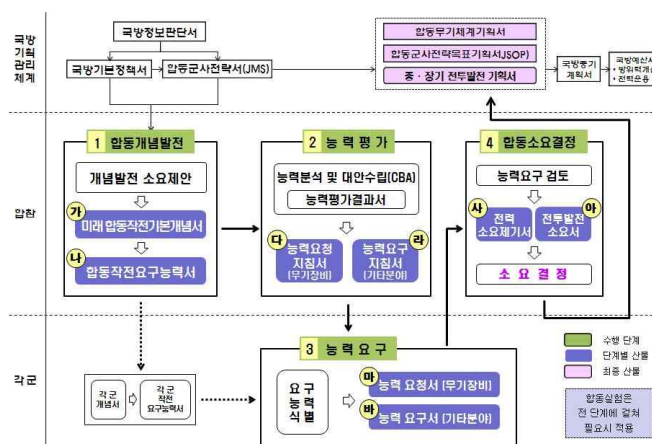 국방
기획
관리
체계
국방정보판단서
국방기본정책서
합동군사전략서(JMS)
합동무기체계기획서
합동군사전략목표기획서(JSOP)
중·장기 전투발전 기획서
국방중기
계획서
국방예산서
• 방위력개선
• 전력운용
합참
1 합동개념발전
개념발전 소요제안
가
미래 합동작전기본개념서
나
합동작전요구능력서
2 능력평가
능력분석 및 대안수립(CBA)
능력평가결과서
다
능력요청
지침서
(무기장비)
라
능력요구
지침서
(기타분야)
4 합동소요결정
능력요구 검토
사
전력
소요제기서
아
전투발전
소요서
소요결정
각군
각군
개념서
각군
작전
요구능력서
3 능력요구
요구
능력
식별
마
능력 요청서 (무기장비)
바
능력 요구서 (기타분야)
수행 단계
단계별 산물
최종 산물
합동실험은
전 단계에 걸쳐
필요시 적용